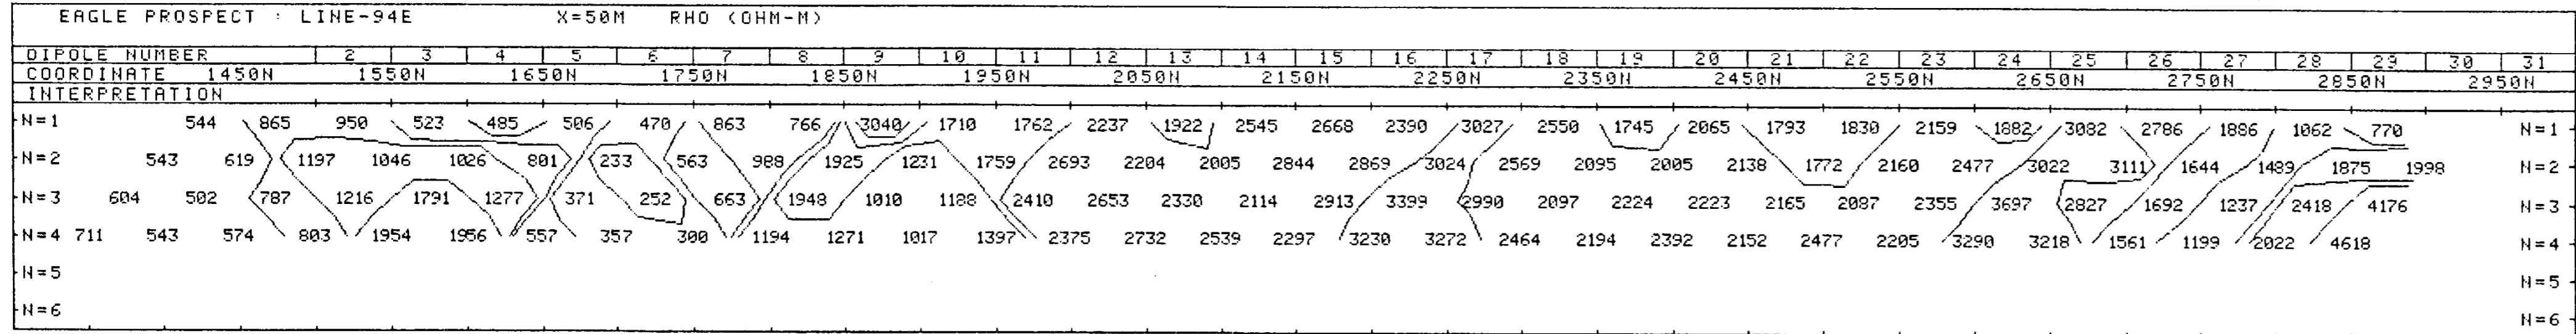 EAGLE PROSPECT : LINE-94E X=50M RHO (OHM-M)
DIPOLE NUMBER 2 3 4 5 6 7 8 9 10 11 12 13 14 15 16 17 18 19 20 21 22 23 24 25 26 27 28 29 30 31
COORDINATE 1450N 1550N 1650N 1750N 1850N 1950N 2050N 2150N 2250N 2350N 2450N 2550N 2650N 2750N 2850N 2950N
INTERPRETATION
N=1 544 865 950 523 485 506 470 863 766 3040 1710 1762 2237 1922 2545 2668 2390 3027 2550 1745 2065 1793 1830 2159 1882 3082 2786 1886 1062 770 N=1
N=2 543 619 1197 1046 1026 801 233 563 988 1925 1231 1759 2693 2204 2005 2844 2869 3024 2569 2095 2005 2138 1772 2160 2477 3022 3111 1644 1489 1875 1998 N=2
N=3 604 502 787 1216 1791 1277 371 252 663 1948 1010 1188 2410 2653 2330 2114 2913 3399 2990 2097 2224 2223 2165 2087 2355 3697 2827 1692 1237 2418 4176 N=3
N=4 711 543 574 803 1954 1956 557 357 300 1194 1271 1017 1397 2375 2732 2539 2297 3230 3272 2464 2194 2392 2152 2477 2205 3290 3218 1561 1199 2022 4618 N=4
N=5 N=5
N=6 N=6